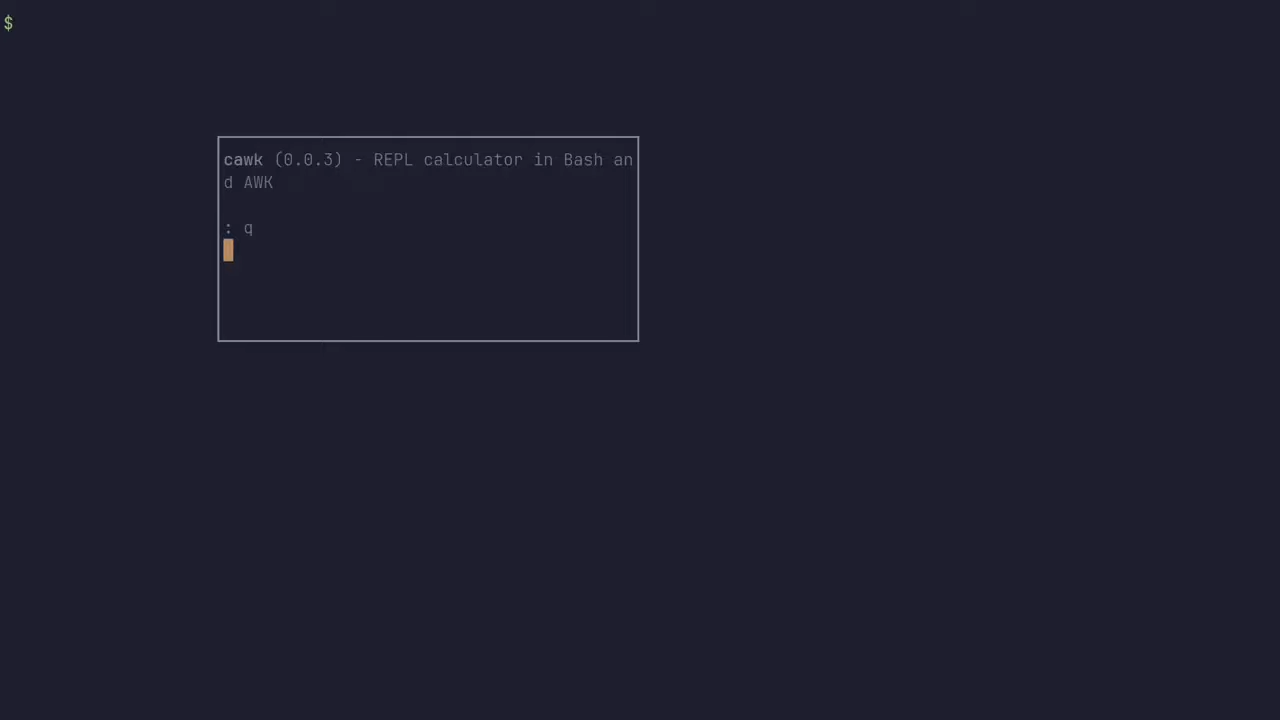 $
cawk (0.0.3) - REPL calculator in Bash an
d AWK
: q